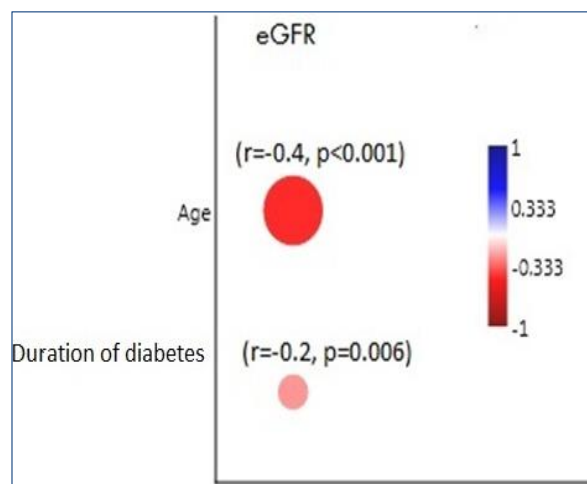 eGFR
(r=-0.4, p<0.001)
Age
1
0.333
-0.333
-1
Duration of diabetes
(r=-0.2, p=0.006)